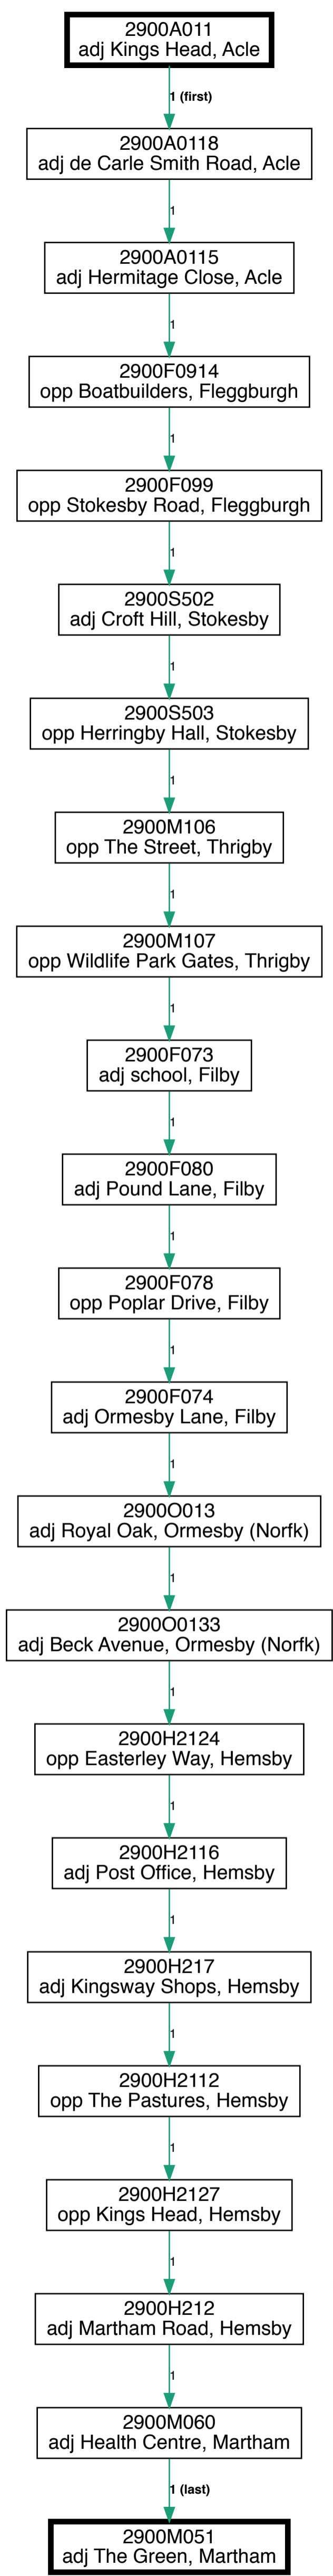 2900A011
adj Kings Head, Acle
1 (first)
2900A0118
adj de Carle Smith Road, Acle
1
2900A0115
adj Hermitage Close, Acle
1
2900F0914
opp Boatbuilders, Fleggburgh
1
2900F099
opp Stokesby Road, Fleggburgh
1
2900S502
adj Croft Hill, Stokesby
1
2900S503
opp Herringby Hall, Stokesby
1
2900M106
opp The Street, Thrigby
1
2900M107
opp Wildlife Park Gates, Thrigby
1
2900F073
adj school, Filby
1
2900F080
adj Pound Lane, Filby
1
2900F078
opp Poplar Drive, Filby
1
2900F074
adj Ormesby Lane, Filby
1
2900O013
adj Royal Oak, Ormesby (Norfk)
1
2900O0133
adj Beck Avenue, Ormesby (Norfk)
1
2900H2124
opp Easterley Way, Hemsby
1
2900H2116
adj Post Office, Hemsby
1
2900H217
adj Kingsway Shops, Hemsby
1
2900H2112
opp The Pastures, Hemsby
1
2900H2127
opp Kings Head, Hemsby
1
2900H212
adj Martham Road, Hemsby
1
2900M060
adj Health Centre, Martham
1 (last)
2900M051
adj The Green, Martham